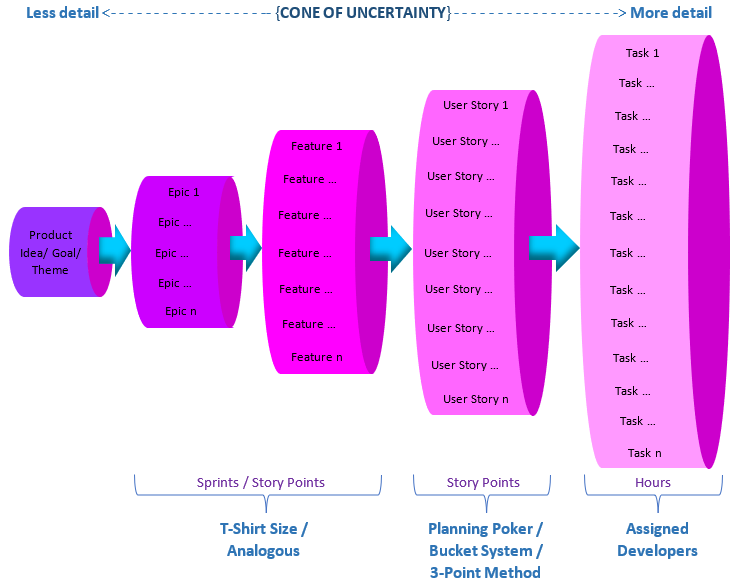 Less detail <---------------------- {CONE OF UNCERTAINTY}----------------------> More detail
Product
Idea/ Goal/
Theme
Epic 1
Epic ...
Epic ...
Epic ...
Epic n
Feature 1
Feature ...
Feature ...
Feature ...
Feature ...
Feature ...
Feature n
User Story 1
User Story ...
User Story ...
User Story ...
User Story ...
User Story ...
User Story ...
User Story ...
User Story n
Task 1
Task ...
Task ...
Task ...
Task ...
Task ...
Task ...
Task ...
Task ...
Task ...
Task ...
Task ...
Task n
Sprints / Story Points
T-Shirt Size /
Analogous
Story Points
Planning Poker /
Bucket System /
3-Point Method
Hours
Assigned
Developers